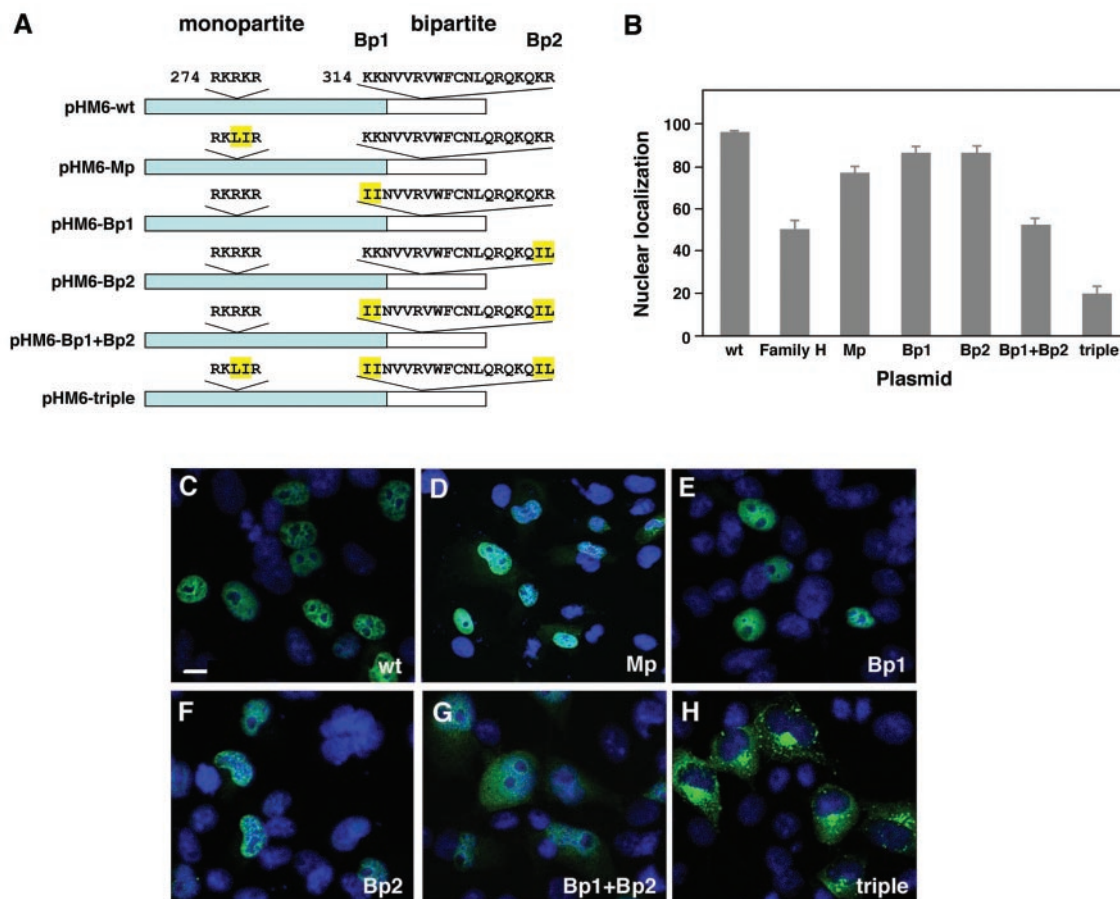 A
monopartite
bipartite
Bp1
Bp2
274 RKRKR
314 KKNVVRVWFCNLQRQKQKR
pHM6-wt
RKLIR
KKNVVRVWFCNLQRQKQKR
pHM6-Mp
RKRKR
IINVVRVWFCNLQRQKQKR
pHM6-Bp1
RKRKR
KKNVVRVWFCNLQRQKQIL
pHM6-Bp2
RKRKR
IINVVRVWFCNLQRQKQIL
pHM6-Bp1+Bp2
RKLIR
IINVVRVWFCNLQRQKQIL
pHM6-triple
B
Nuclear localization
100
80
60
40
20
0
wt Family H Mp Bp1 Bp2 Bp1+Bp2 triple
Plasmid
C
wt
D
Mp
E
Bp1
F
Bp2
G
Bp1+Bp2
H
triple